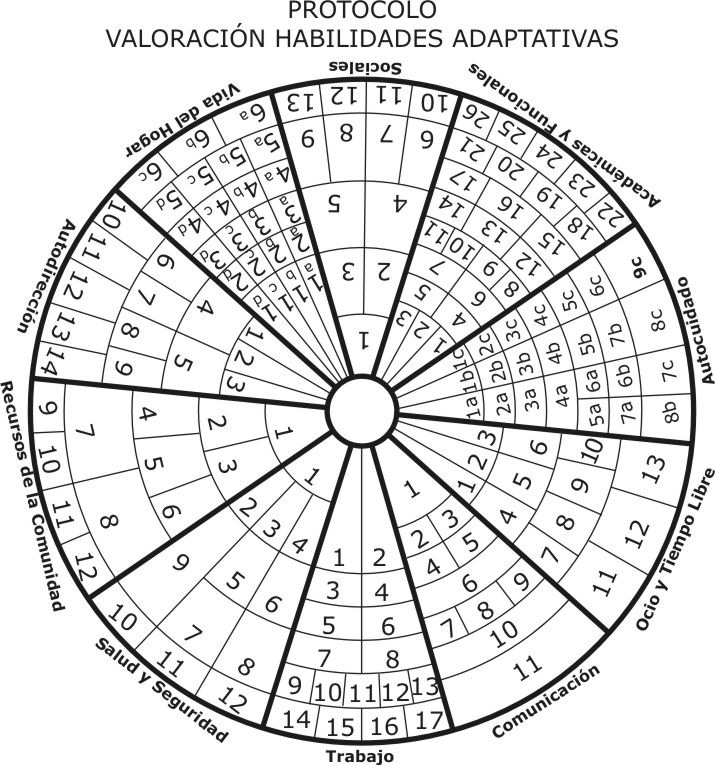 PROTOCOLO
VALORACIÓN HABILIDADES ADAPTATIVAS
Sociales
13 12 11 10
9 8 7 6
5 4
3 2
1
Académicas y Funcionales
26 25 24 23 22
21 20 19 18
17 16 15
14 13 12
11 10 9 8
7 6
5 4
3 2 1
Autocuidado
9c 8c 7c 8b
6c 7b 6b 7a
5c 5b 6a 5a
4c 4b 4a
3c 3b 3a
2c 2b 2a
1c 1b 1a
Ocio y Tiempo Libre
13 12 11
10 9 8 7
6 5 4
3 2 1
Comunicación
1
2 3
4 5
6
7 8 9
10
11
Trabajo
1 2
3 4
5 6
7 8
9 10 11 12 13
14 15 16 17
Salud y Seguridad
1
2 3 4
5 6
9 7 8
10 11 12
Recursos de la Comunidad
9 10 11 12
7 8
4 5 6
2 3
1
Autodirección
10 11 12 13 14
6 7 8 9
4 5
1 2 3
Vida del Hogar
6c 6b 6a
5d 5c 5b 5a
4d 4c 4b 4a
3d 3c 3b 3a
2d 2c 2b 2a
1d 1c 1b 1a